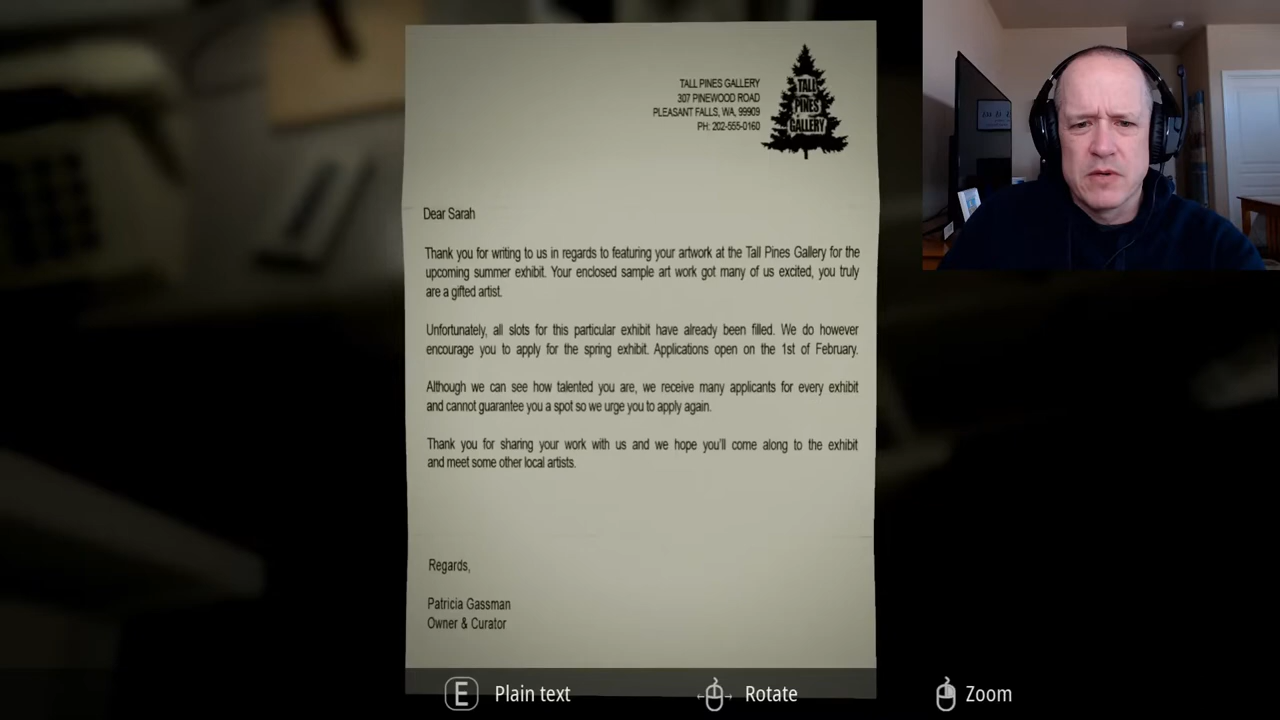 TALL PINES GALLERY
307 PINEWOOD ROAD
PLEASANT FALLS, WA, 99909
PH: 202-555-0160
TALL
PINES
GALLERY
Dear Sarah
Thank you for writing to us in regards to featuring your artwork at the Tall Pines Gallery for the
upcoming summer exhibit. Your enclosed sample art work got many of us excited, you truly
are a gifted artist.
Unfortunately, all slots for this particular exhibit have already been filled. We do however
encourage you to apply for the spring exhibit. Applications open on the 1st of February.
Although we can see how talented you are, we receive many applicants for every exhibit
and cannot guarantee you a spot so we urge you to apply again.
Thank you for sharing your work with us and we hope you'll come along to the exhibit
and meet some other local artists.
Regards,
Patricia Gassman
Owner & Curator
E Plain text
Rotate
Zoom